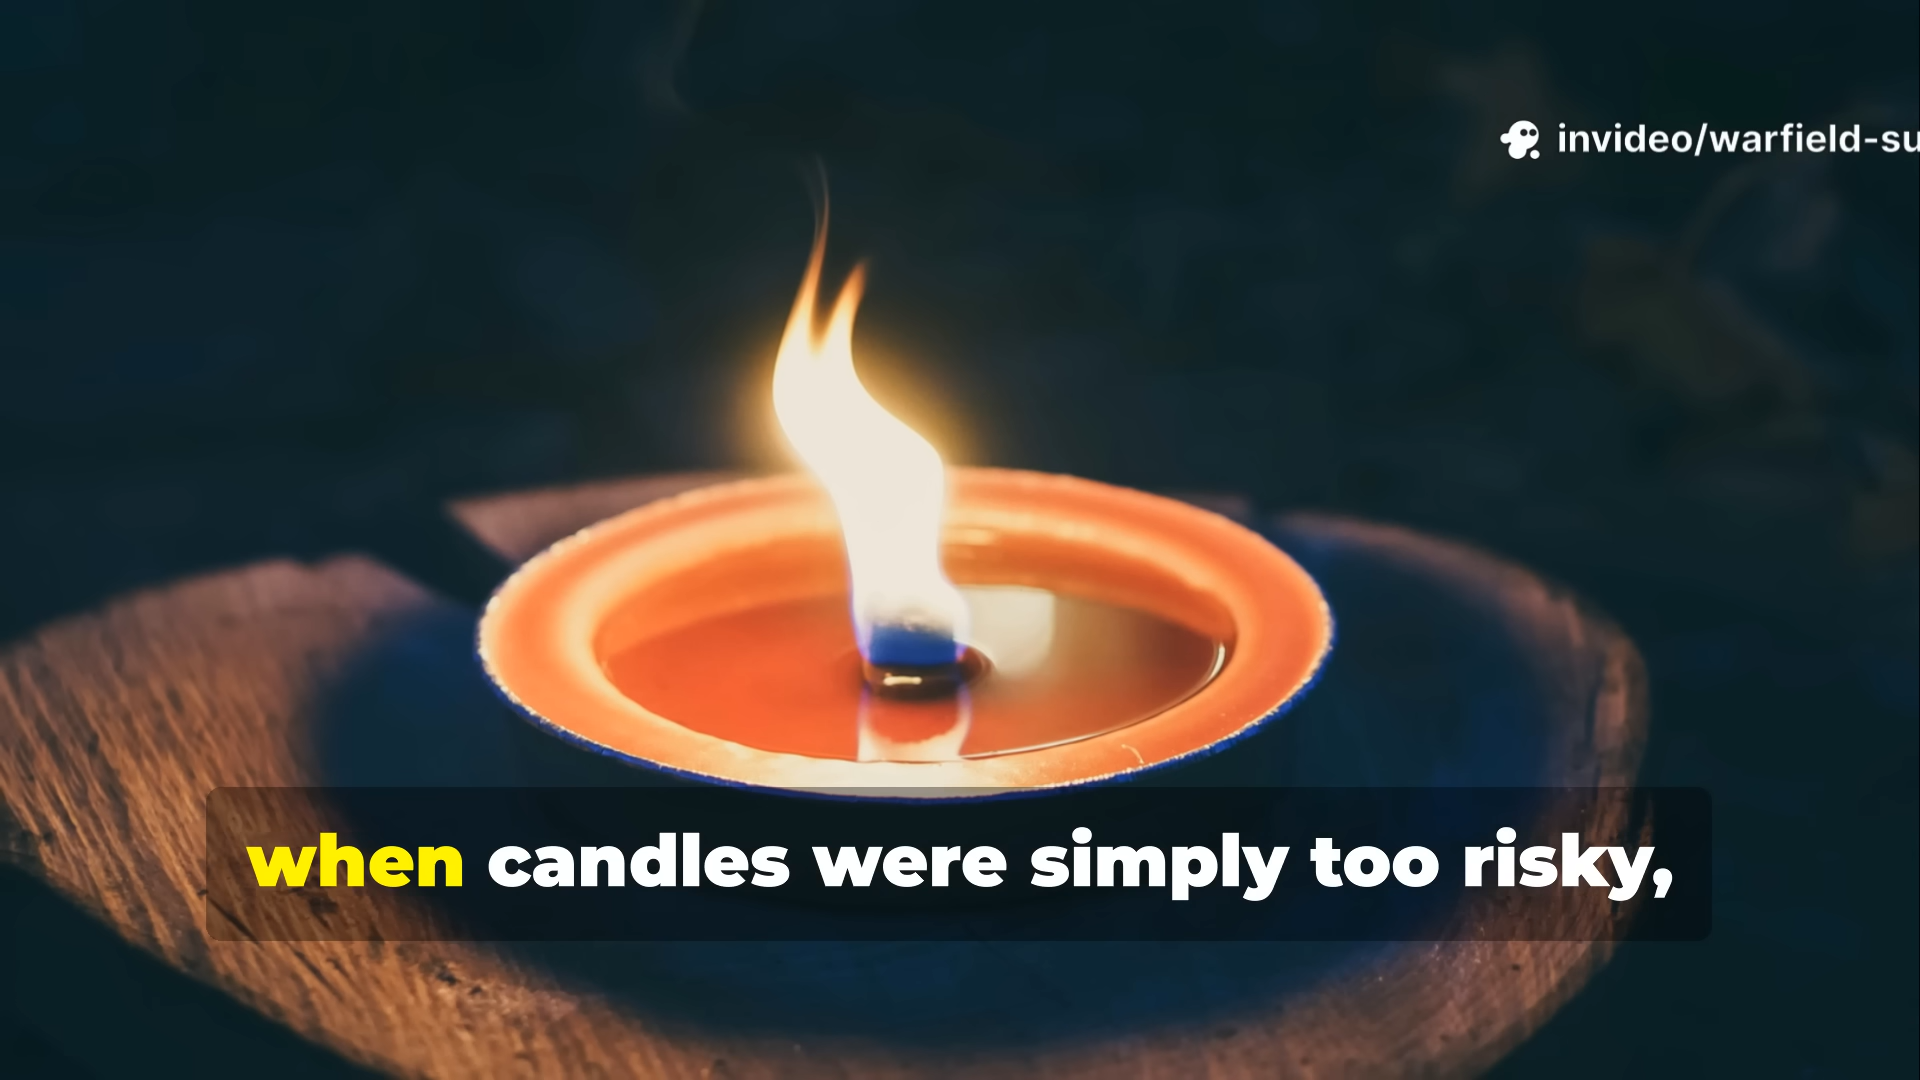 invideo/warfield-su
when candles were simply too risky,